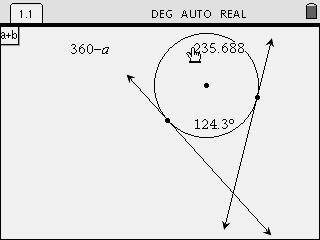 1.1 DEG AUTO REAL
a+b
360-a 235.688
124.3°